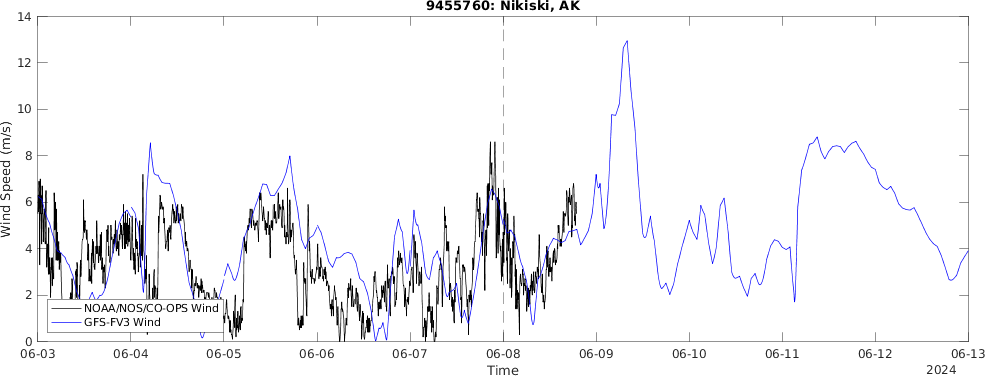 9455760: Nikiski, AK
Wind Speed (m/s)
14
12
10
8
6
4
2
0
NOAA/NOS/CO-OPS Wind
GFS-FV3 Wind
06-03 06-04 06-05 06-06 06-07 06-08 06-09 06-10 06-11 06-12 06-13
Time
2024